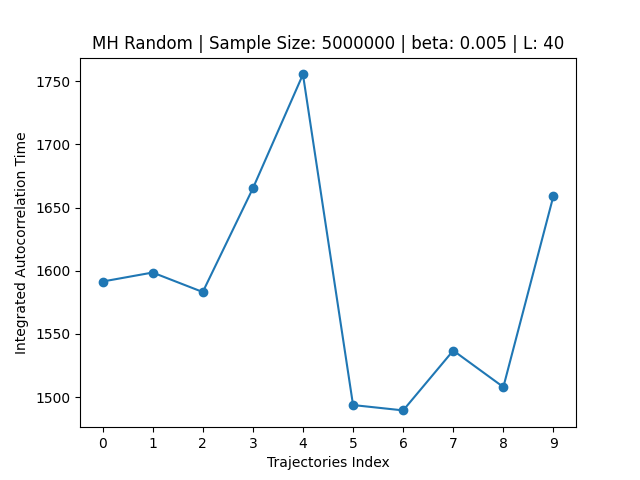 MH Random | Sample Size: 5000000 | beta: 0.005 | L: 40
Integrated Autocorrelation Time
1750
1700
1650
1600
1550
1500
0 1 2 3 4 5 6 7 8 9
Trajectories Index